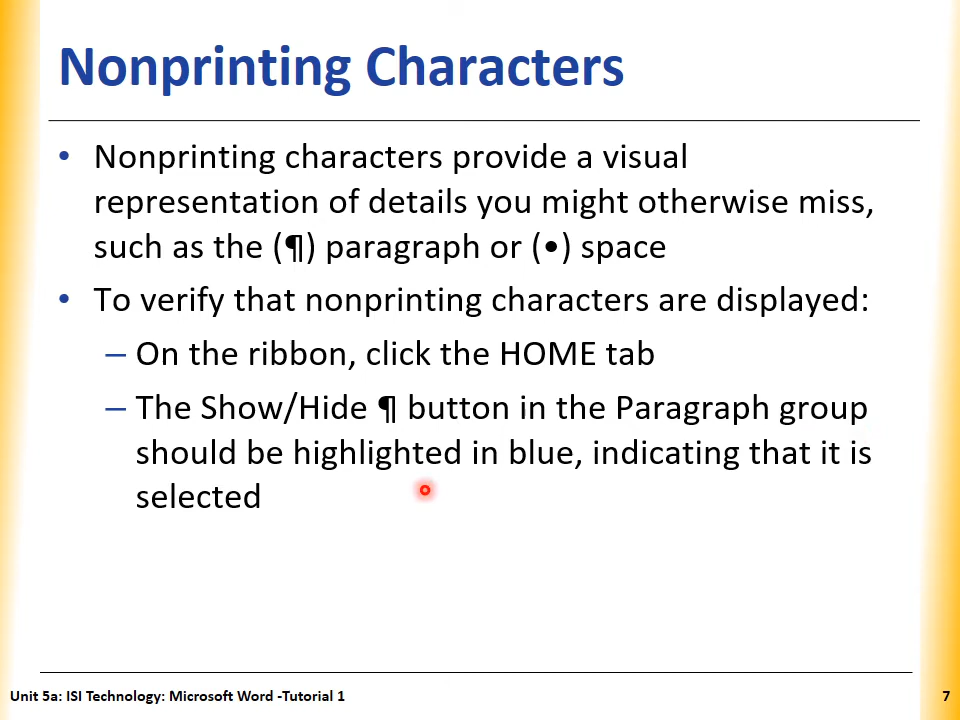 Nonprinting Characters
• Nonprinting characters provide a visual
representation of details you might otherwise miss,
such as the (¶) paragraph or (•) space
• To verify that nonprinting characters are displayed:
– On the ribbon, click the HOME tab
– The Show/Hide ¶ button in the Paragraph group
should be highlighted in blue, indicating that it is
selected
Unit 5a: ISI Technology: Microsoft Word -Tutorial 1
7